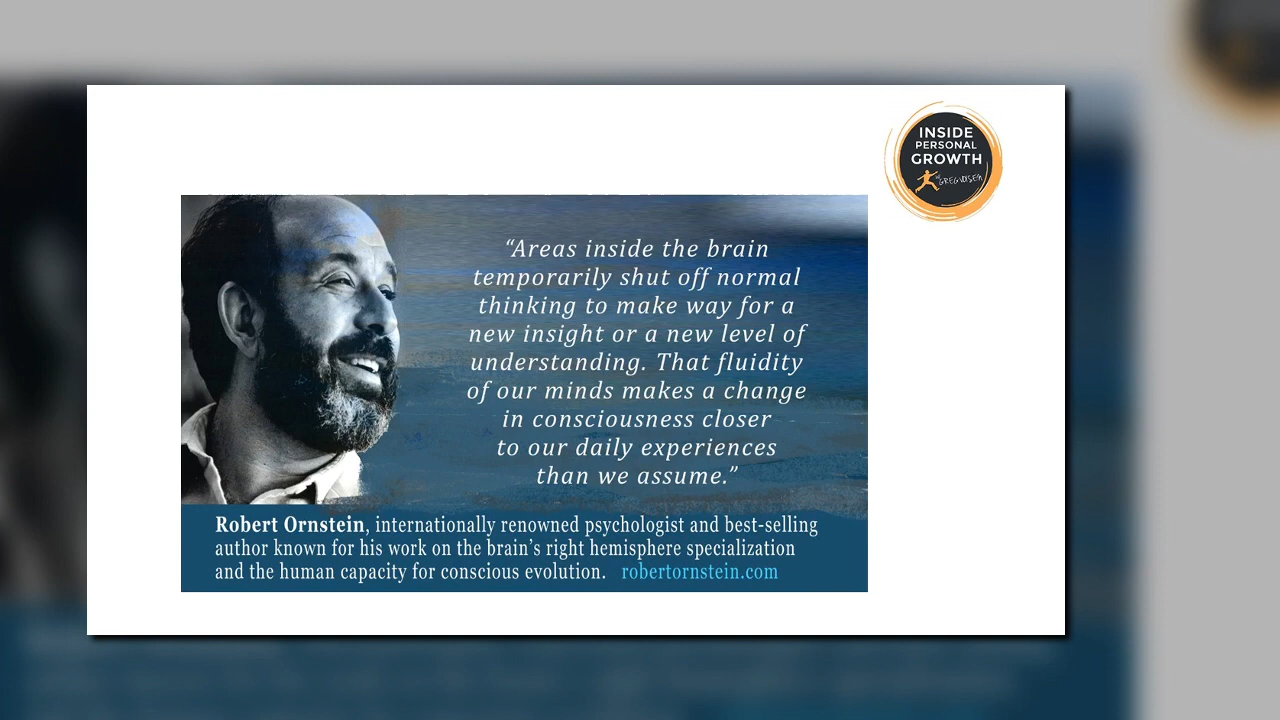 INSIDE
PERSONAL
GROWTH
GREG VOISEN
“Areas inside the brain
temporarily shut off normal
thinking to make way for a
new insight or a new level of
understanding. That fluidity
of our minds makes a change
in consciousness closer
to our daily experiences
than we assume.”
Robert Ornstein, internationally renowned psychologist and best-selling
author known for his work on the brain’s right hemisphere specialization
and the human capacity for conscious evolution. robertornstein.com